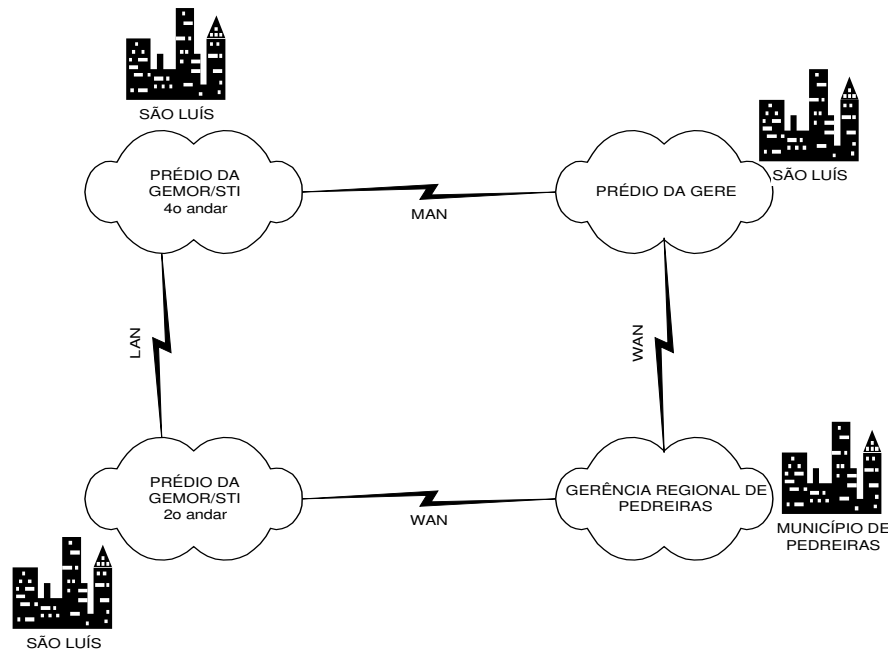 SÃO LUÍS
PRÉDIO DA
GEMOR/STI
4o andar
MAN
PRÉDIO DA GERE
SÃO LUÍS
LAN
WAN
PRÉDIO DA
GEMOR/STI
2o andar
WAN
GERÊNCIA REGIONAL DE
PEDREIRAS
MUNICÍPIO DE
PEDREIRAS
SÃO LUÍS